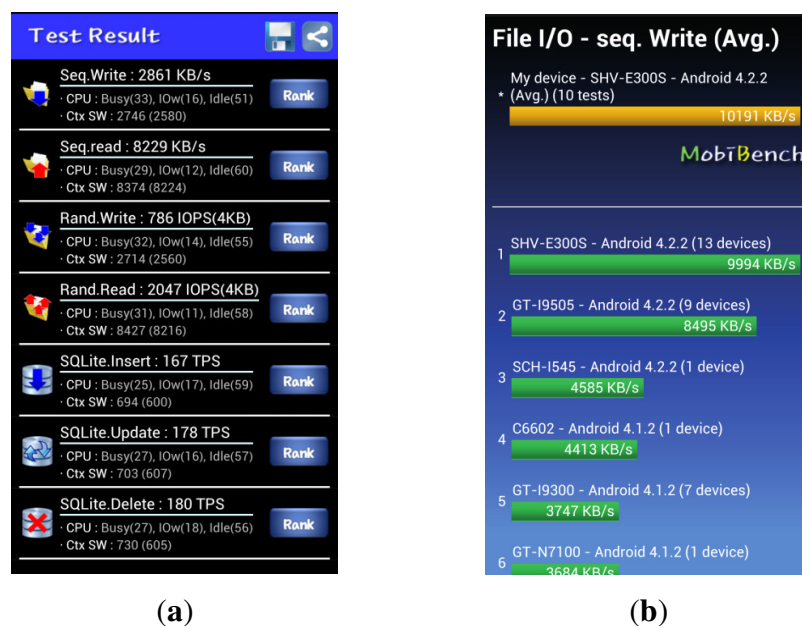 Test Result
Seq.Write : 2861 KB/s
· CPU : Busy(33), IOw(16), Idle(51)
· Ctx SW : 2746 (2580)
Rank
Seq.read : 8229 KB/s
· CPU : Busy(29), IOw(12), Idle(60)
· Ctx SW : 8374 (8224)
Rank
Rand.Write : 786 IOPS(4KB)
· CPU : Busy(32), IOw(14), Idle(55)
· Ctx SW : 2714 (2560)
Rank
Rand.Read : 2047 IOPS(4KB)
· CPU : Busy(31), IOw(11), Idle(58)
· Ctx SW : 8427 (8216)
Rank
SQLite.Insert : 167 TPS
· CPU : Busy(25), IOw(17), Idle(59)
· Ctx SW : 694 (600)
Rank
SQLite.Update : 178 TPS
· CPU : Busy(27), IOw(16), Idle(57)
· Ctx SW : 703 (607)
Rank
SQLite.Delete : 180 TPS
· CPU : Busy(27), IOw(18), Idle(56)
· Ctx SW : 730 (605)
Rank
(a)
File I/O - seq. Write (Avg.)
My device - SHV-E300S - Android 4.2.2
* (Avg.) (10 tests)
10191 KB/s
MobiBench
1 SHV-E300S - Android 4.2.2 (13 devices)
9994 KB/s
2 GT-I9505 - Android 4.2.2 (9 devices)
8495 KB/s
3 SCH-I545 - Android 4.2.2 (1 device)
4585 KB/s
4 C6602 - Android 4.1.2 (1 device)
4413 KB/s
5 GT-I9300 - Android 4.1.2 (7 devices)
3747 KB/s
6 GT-N7100 - Android 4.1.2 (1 device)
3684 KB/s
(b)